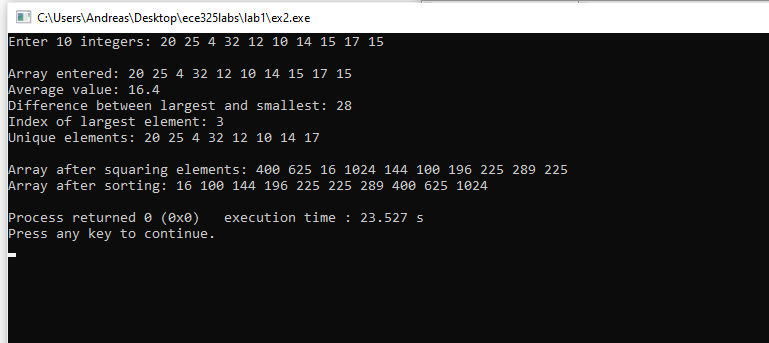 C:\Users\Andreas\Desktop\ece325labs\lab1\ex2.exe
Enter 10 integers: 20 25 4 32 12 10 14 15 17 15
Array entered: 20 25 4 32 12 10 14 15 17 15
Average value: 16.4
Difference between largest and smallest: 28
Index of largest element: 3
Unique elements: 20 25 4 32 12 10 14 17
Array after squaring elements: 400 625 16 1024 144 100 196 225 289 225
Array after sorting: 16 100 144 196 225 225 289 400 625 1024
Process returned 0 (0x0)   execution time : 23.527 s
Press any key to continue.